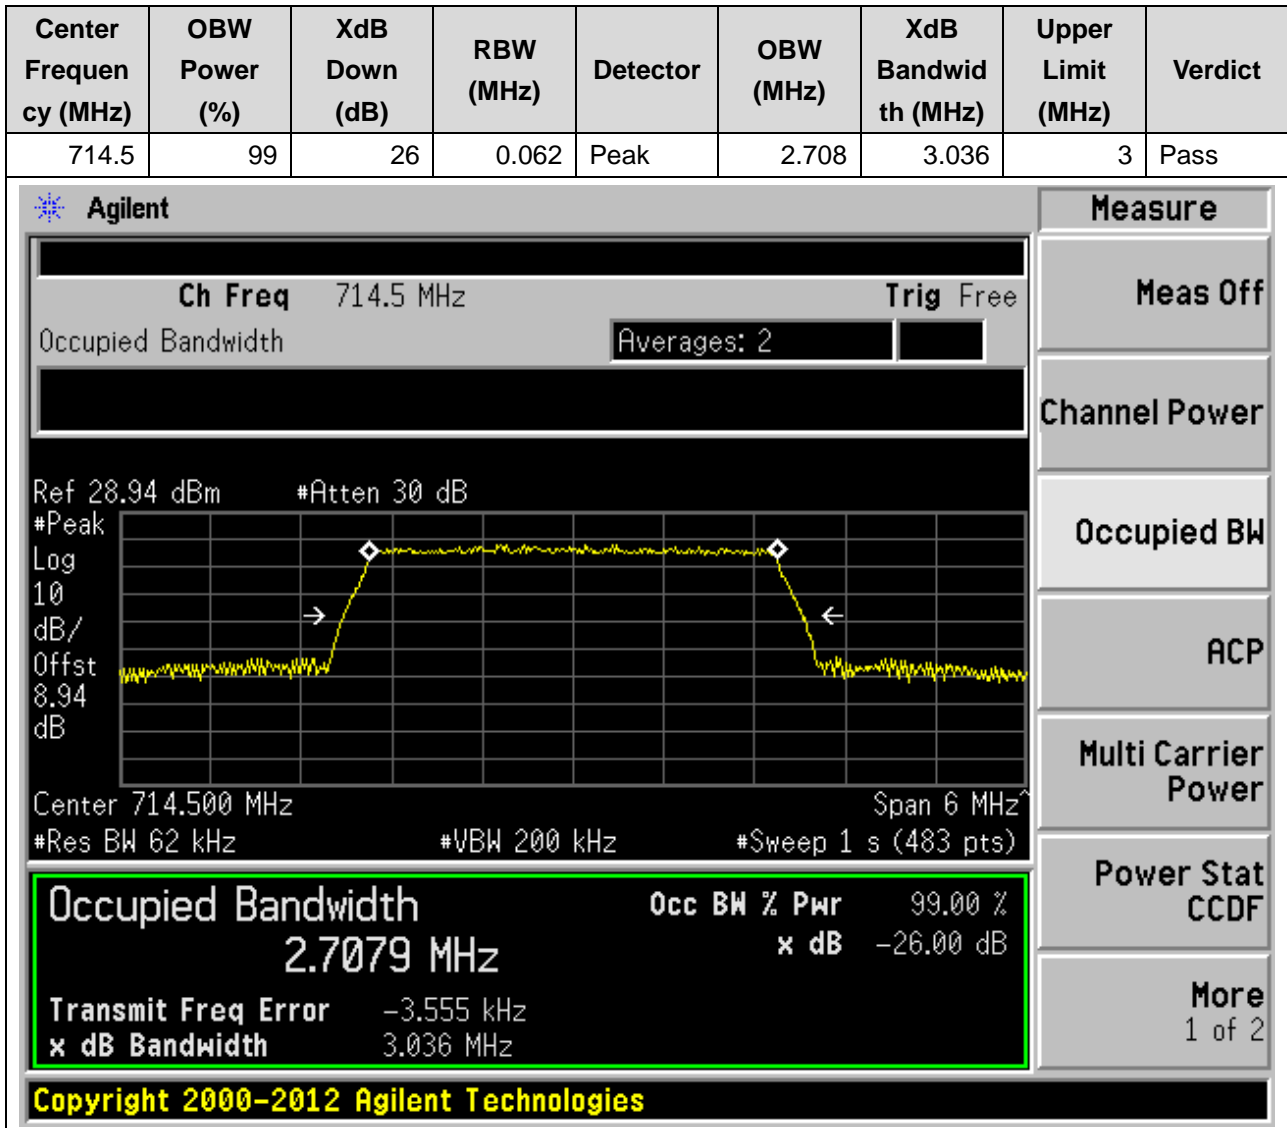 Center Frequen cy (MHz) OBW Power (%) XdB Down (dB) RBW (MHz) Detector OBW (MHz) XdB Bandwid th (MHz) Upper Limit (MHz) Verdict
714.5 99 26 0.062 Peak 2.708 3.036 3 Pass
Agilent
Measure
Ch Freq 714.5 MHz Trig Free
Occupied Bandwidth Averages: 2
Meas Off
Channel Power
Occupied BW
ACP
Multi Carrier
Power
Power Stat
CCDF
More
1 of 2
Ref 28.94 dBm #Atten 30 dB
#Peak
Log
10
dB/
Offst
8.94
dB
Center 714.500 MHz Span 6 MHz^
#Res BW 62 kHz #VBW 200 kHz #Sweep 1 s (483 pts)
Occupied Bandwidth Occ BW % Pwr 99.00 %
2.7079 MHz x dB -26.00 dB
Transmit Freq Error -3.555 kHz
x dB Bandwidth 3.036 MHz
Copyright 2000-2012 Agilent Technologies